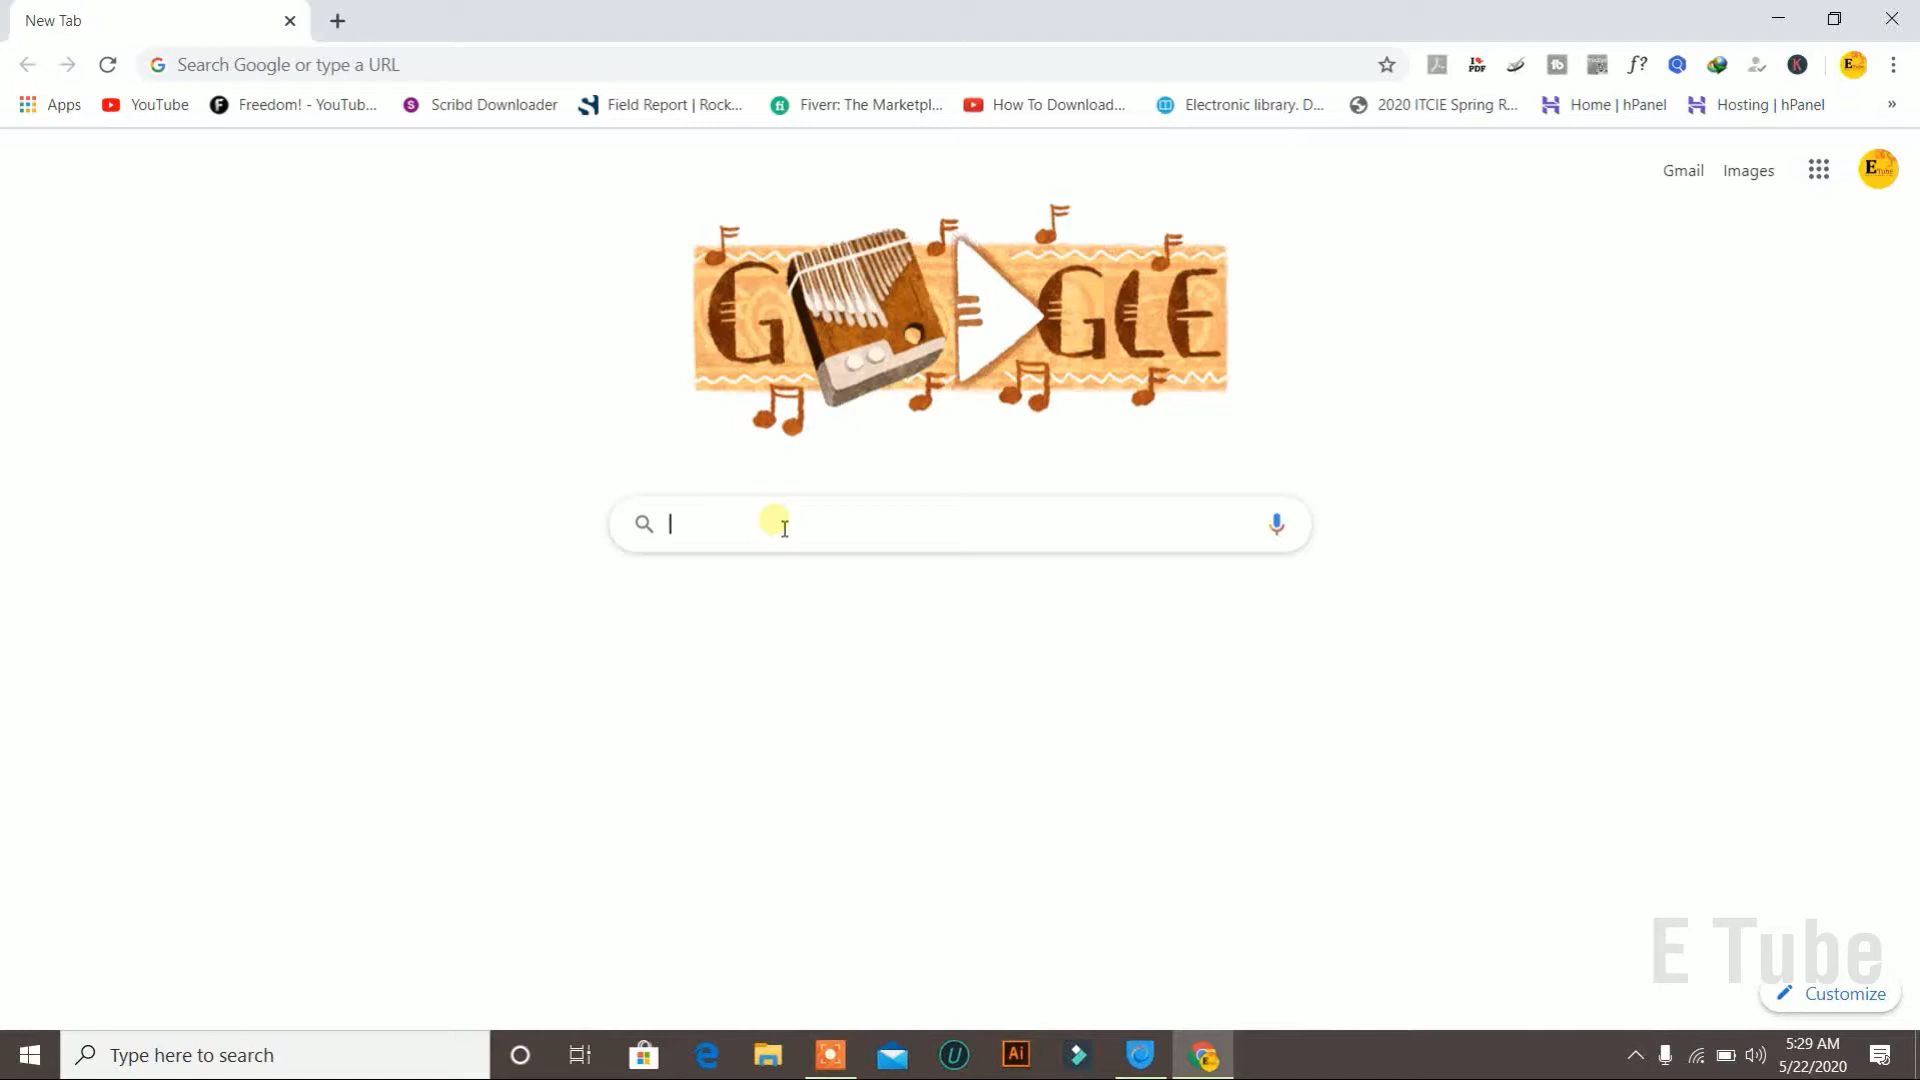 New Tab
Search Google or type a URL
Apps YouTube Freedom! - YouTub... Scribd Downloader Field Report | Rock... Fiverr: The Marketpl... How To Download... Electronic library. D... 2020 ITCIE Spring R... Home | hPanel Hosting | hPanel »
Gmail Images
GOOGLE
E Tube
Customize
Type here to search
5:29 AM
5/22/2020